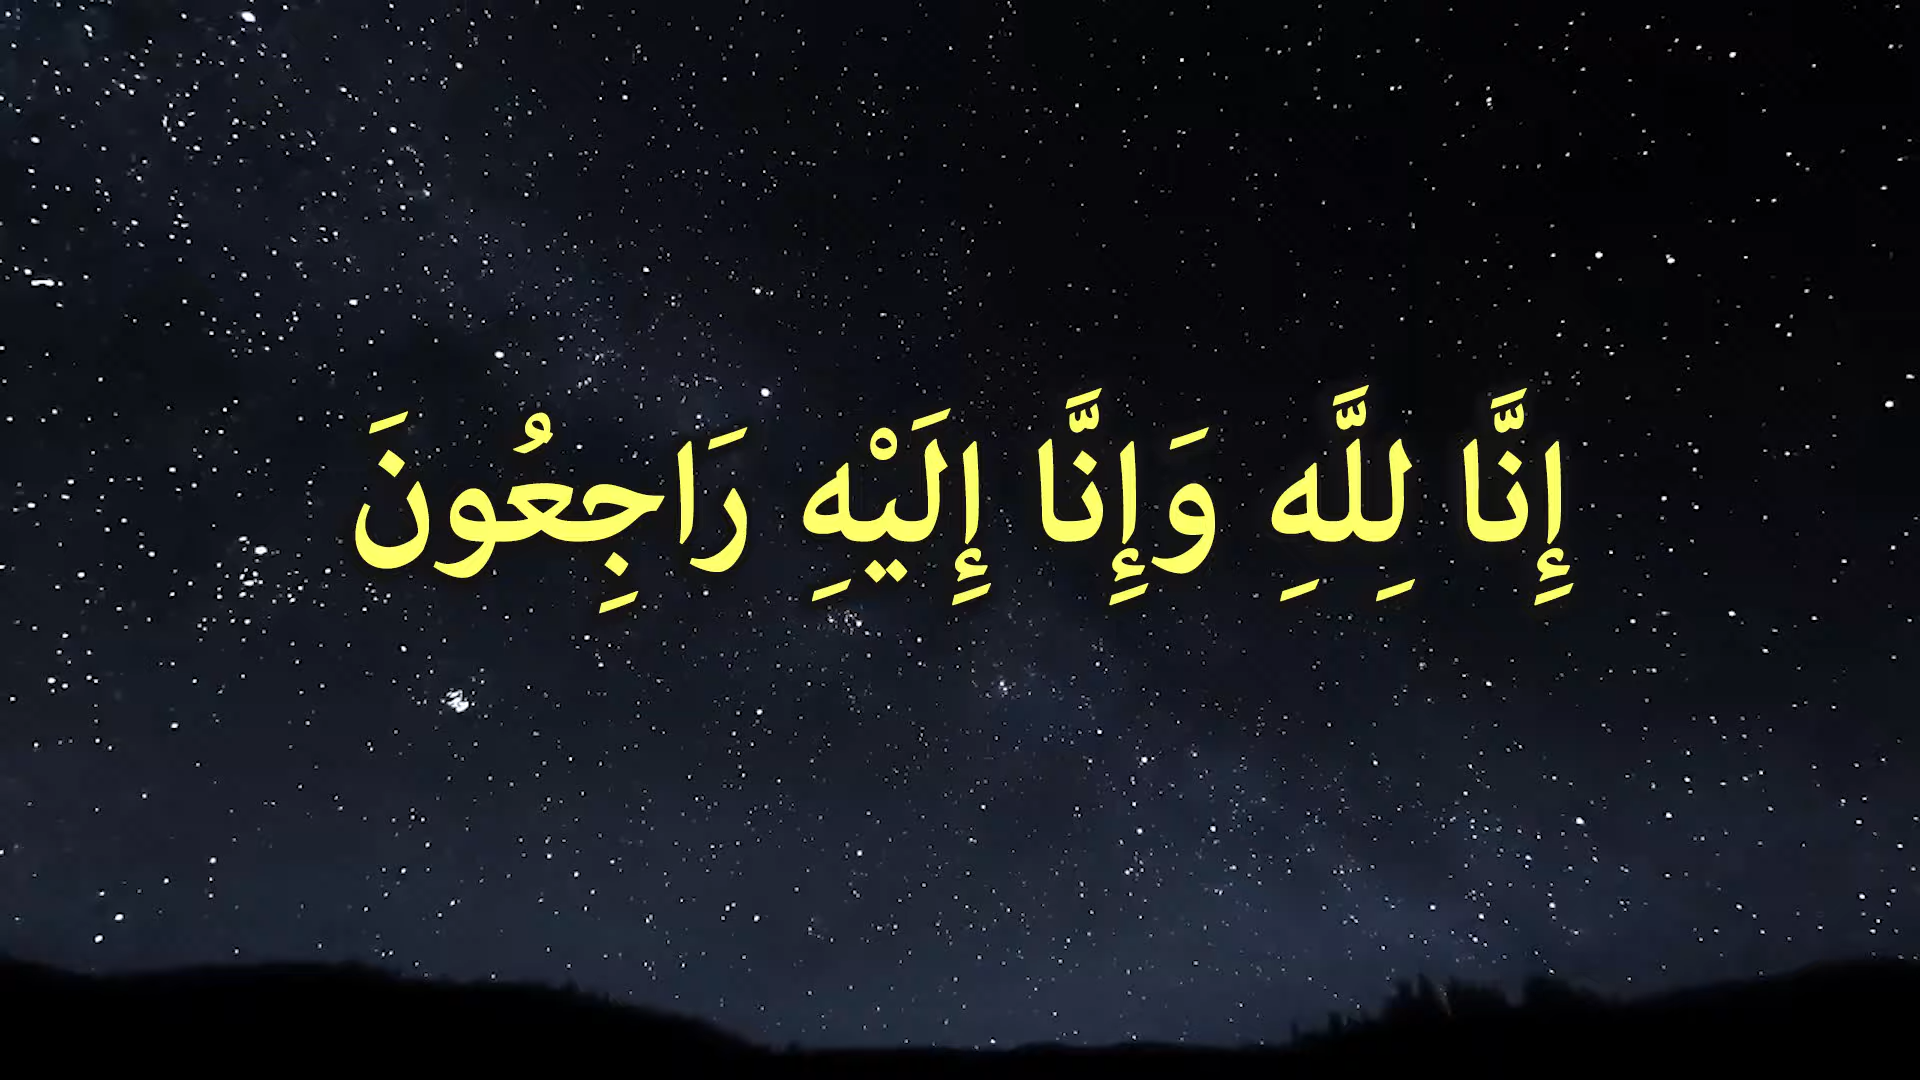 إِنَّا لِلَّهِ وَإِنَّا إِلَيْهِ رَاجِعُونَ